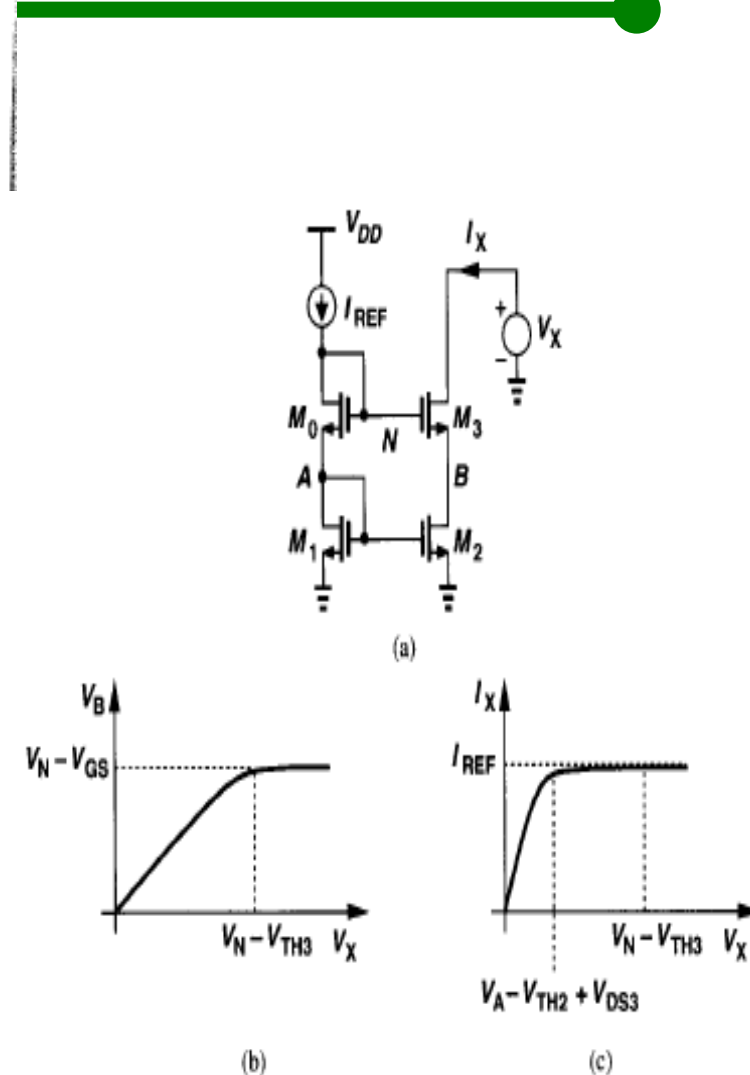 V_DD
I_X
I_REF
+
V_X
−
M_0
N
M_3
A
B
M_1
M_2
(a)
V_B
I_X
V_N − V_GS
I_REF
V_N − V_TH3
V_X
V_N − V_TH3
V_X
V_A − V_TH2 + V_DS3
(b)
(c)